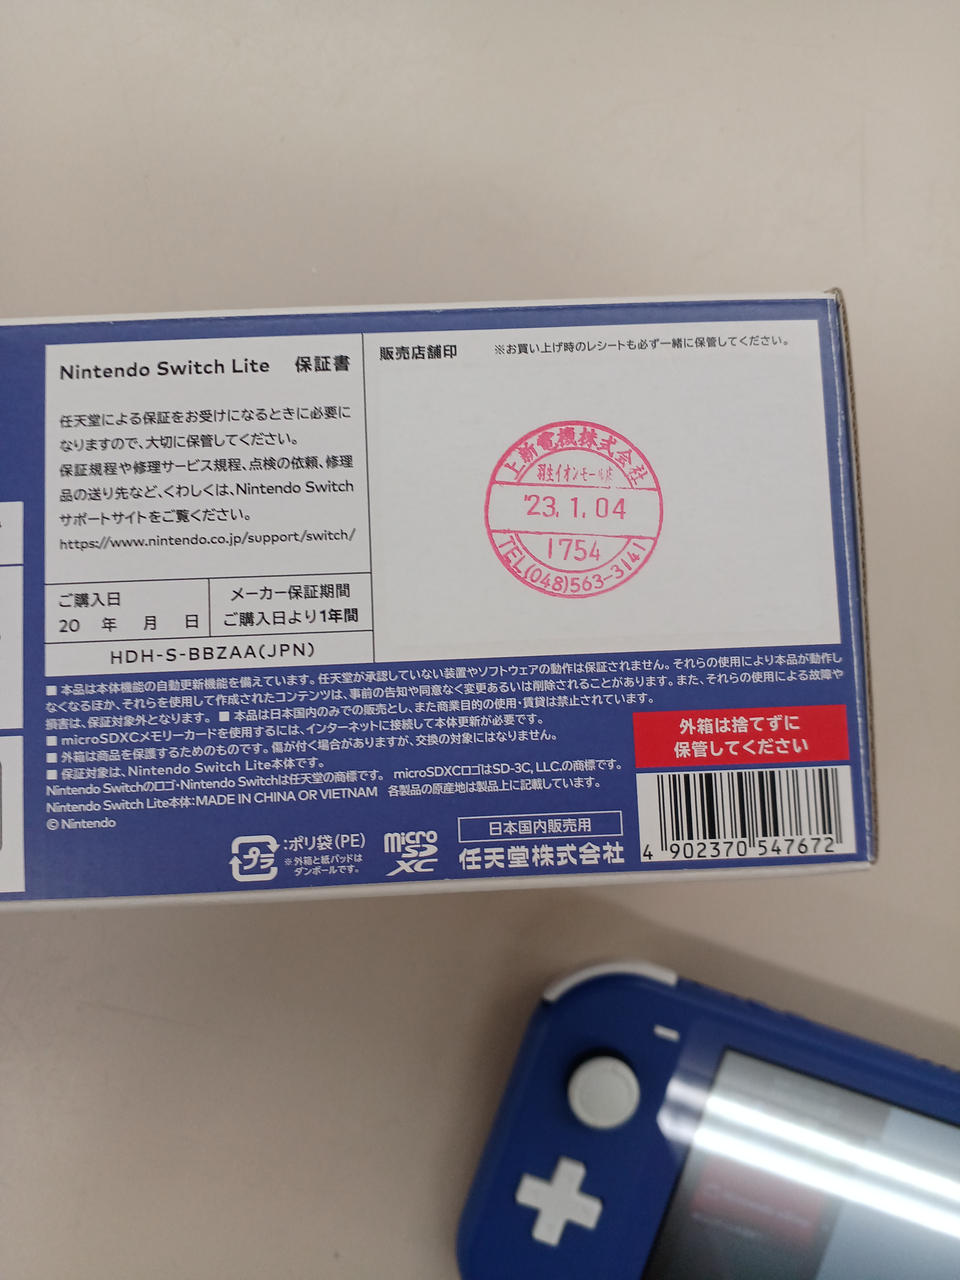 Nintendo Switch Lite 保証書
任天堂による保証をお受けになるときに必要に
なりますので、大切に保管してください。
保証規程や修理サービス規程、点検の依頼、修理
品の送り先など、くわしくは、Nintendo Switch
サポートサイトをご覧ください。
https://www.nintendo.co.jp/support/switch/
ご購入日
20 年 月 日
メーカー保証期間
ご購入日より1年間
HDH-S-BBZAA(JPN)
販売店舗印
※お買い上げ時のレシートも必ず一緒に保管してください。
上新電機株式会社
羽生イオンモール店
'23.1.04
1754
TEL(048)563-3141
■ 本品は本体機能の自動更新機能を備えています。任天堂が承認していない装置やソフトウェアの動作は保証されません。それらの使用により本品が動作し
なくなるほか、それらを使用して作成されたコンテンツは、事前の告知や同意なく変更あるいは削除されることがあります。また、それらの使用による故障や
損害は、保証対象外となります。 ■ 本品は日本国内のみでの販売とし、また商業目的の使用・賃貸は禁止されています。
■ microSDXCメモリーカードを使用するには、インターネットに接続して本体更新が必要です。
■ 外箱は商品を保護するためのものです。傷が付く場合がありますが、交換の対象にはなりません。
■ 保証対象は、Nintendo Switch Lite本体です。
Nintendo Switchのロゴ・Nintendo Switchは任天堂の商標です。 microSDXCロゴはSD-3C, LLC.の商標です。
Nintendo Switch Lite本体：MADE IN CHINA OR VIETNAM 各製品の原産地は製品上に記載しています。
© Nintendo
プラ
:ポリ袋(PE)
※外箱と紙パッドは
ダンボールです。
micro
SD
XC
日本国内販売用
任天堂株式会社
外箱は捨てずに
保管してください
4 902370 547672